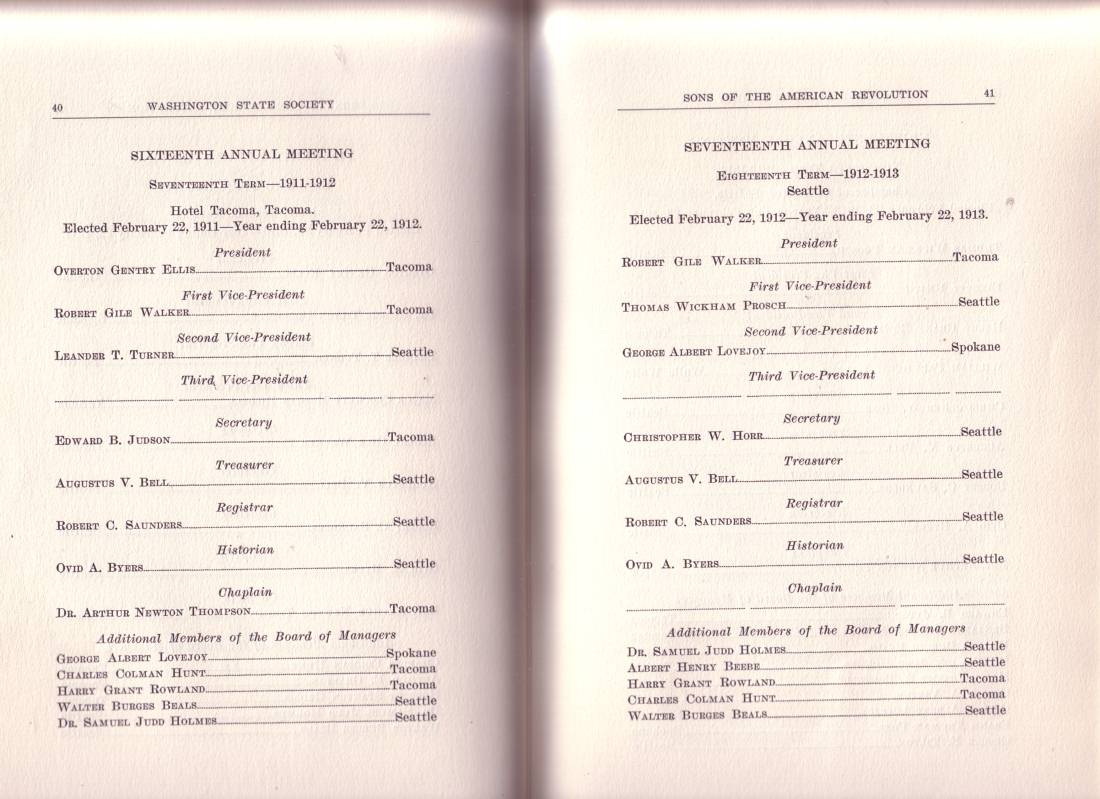 40 WASHINGTON STATE SOCIETY
SIXTEENTH ANNUAL MEETING
SEVENTEENTH TERM—1911-1912
Hotel Tacoma, Tacoma.
Elected February 22, 1911—Year ending February 22, 1912.
President
OVERTON GENTRY ELLIS Tacoma
First Vice-President
ROBERT GILE WALKER Tacoma
Second Vice-President
LEANDER T. TURNER Seattle
Third Vice-President
Secretary
EDWARD B. JUDSON Tacoma
Treasurer
AUGUSTUS V. BELL Seattle
Registrar
ROBERT C. SAUNDERS Seattle
Historian
OVID A. BYERS Seattle
Chaplain
DR. ARTHUR NEWTON THOMPSON Tacoma
Additional Members of the Board of Managers
GEORGE ALBERT LOVEJOY Spokane
CHARLES COLMAN HUNT Tacoma
HARRY GRANT ROWLAND Tacoma
WALTER BURGES BEALS Seattle
DR. SAMUEL JUDD HOLMES Seattle
SONS OF THE AMERICAN REVOLUTION 41
SEVENTEENTH ANNUAL MEETING
EIGHTEENTH TERM—1912-1913
Seattle
Elected February 22, 1912—Year ending February 22, 1913.
President
ROBERT GILE WALKER Tacoma
First Vice-President
THOMAS WICKHAM PROSCH Seattle
Second Vice-President
GEORGE ALBERT LOVEJOY Spokane
Third Vice-President
Secretary
CHRISTOPHER W. HORR Seattle
Treasurer
AUGUSTUS V. BELL Seattle
Registrar
ROBERT C. SAUNDERS Seattle
Historian
OVID A. BYERS Seattle
Chaplain
Additional Members of the Board of Managers
DR. SAMUEL JUDD HOLMES Seattle
ALBERT HENRY BEEBE Seattle
HARRY GRANT ROWLAND Tacoma
CHARLES COLMAN HUNT Tacoma
WALTER BURGES BEALS Seattle